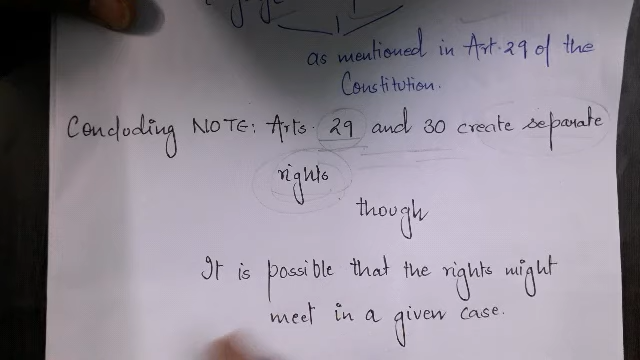 as mentioned in Art. 29 of the
Constitution.
Concluding NOTE: Arts. 29 and 30 create separate
rights
though
It is possible that the rights might
meet in a given case.